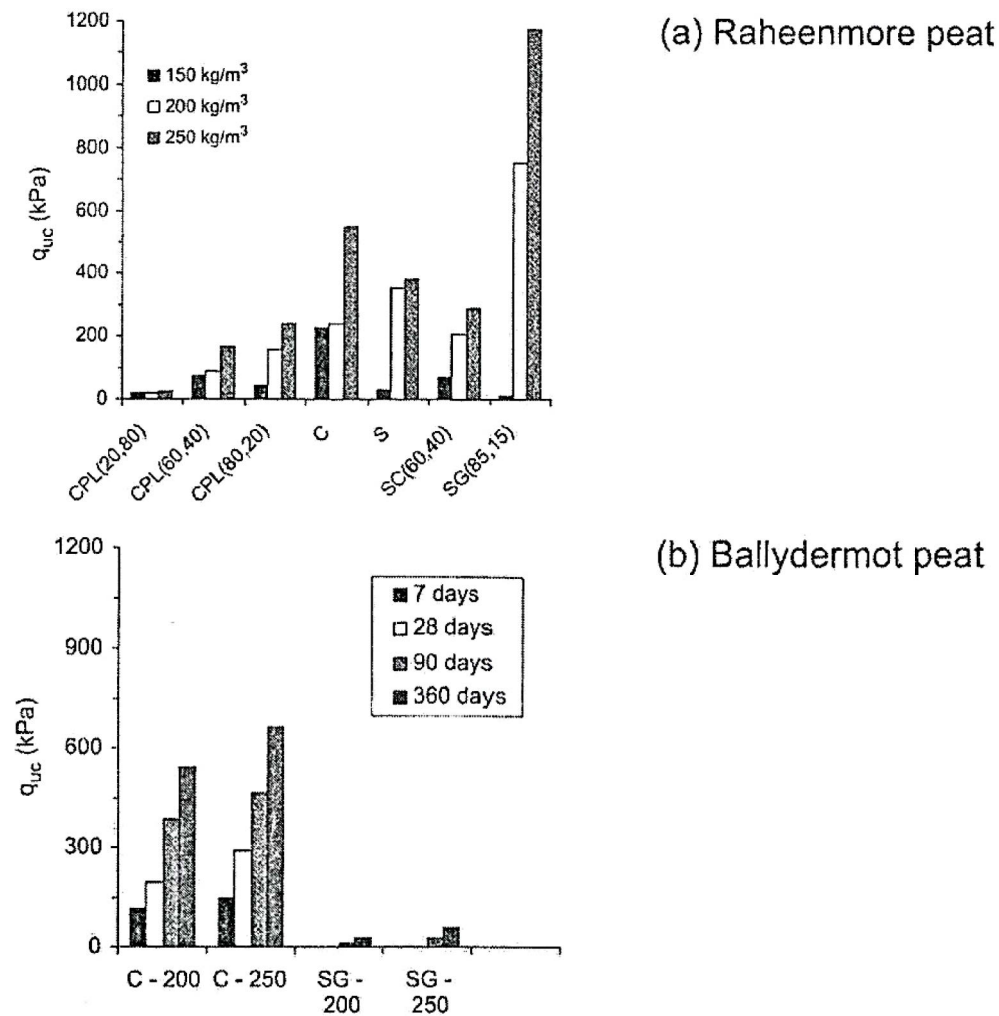 (a) Raheenmore peat
1200
1000
800
600
400
200
0
q_uc (kPa)
150 kg/m³
200 kg/m³
250 kg/m³
CPL(20,80)
CPL(60,40)
CPL(80,20)
C
S
SC(60,40)
SG(85,15)
(b) Ballydermot peat
1200
900
600
300
0
q_uc (kPa)
7 days
28 days
90 days
360 days
C - 200
C - 250
SG -
200
SG -
250